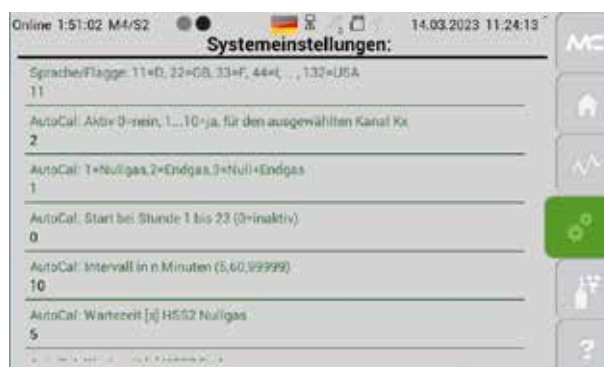 Online 1:51:02 M4/S2 14.03.2023 11:24:13
Systemeinstellungen:
MC
Sprache/Flagge: 11=D, 22=GB, 33=F, 44=I, .. , 132=USA
11
AutoCal: Aktiv 0=nein, 1...10=ja, für den ausgewählten Kanal Kx
2
AutoCal: 1=Nullgas,2=Endgas,3=Null+Endgas
1
AutoCal: Start bei Stunde 1 bis 23 (0=inaktiv)
0
AutoCal: Intervall in n Minuten (5,60,99999)
10
AutoCal: Wartezeit [s] HSS2 Nullgas
5
?